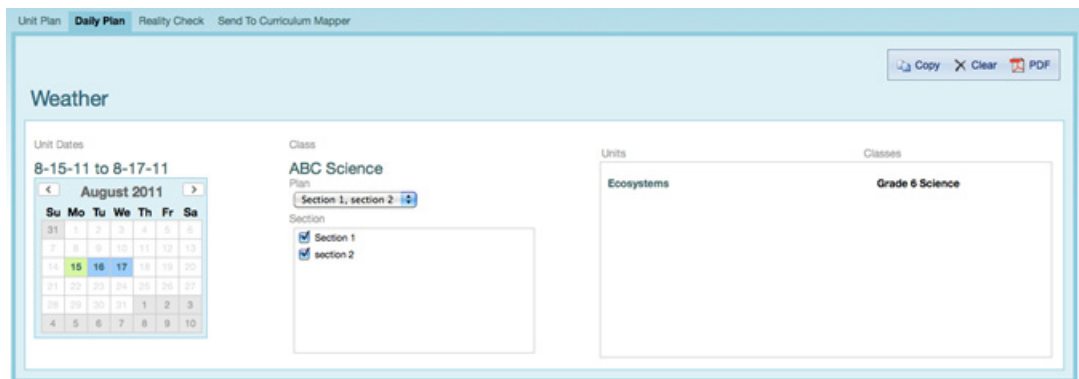 Unit Plan Daily Plan Reality Check Send To Curriculum Mapper
Copy Clear PDF
Weather
Unit Dates
8-15-11 to 8-17-11
< August 2011 >
Su Mo Tu We Th Fr Sa
31 1 2 3 4 5 6
7 8 9 10 11 12 13
14 15 16 17 18 19 20
21 22 23 24 25 26 27
28 29 30 31 1 2 3
4 5 6 7 8 9 10
Class
ABC Science
Plan
Section 1, section 2
Section
Section 1
section 2
Units Classes
Ecosystems Grade 6 Science